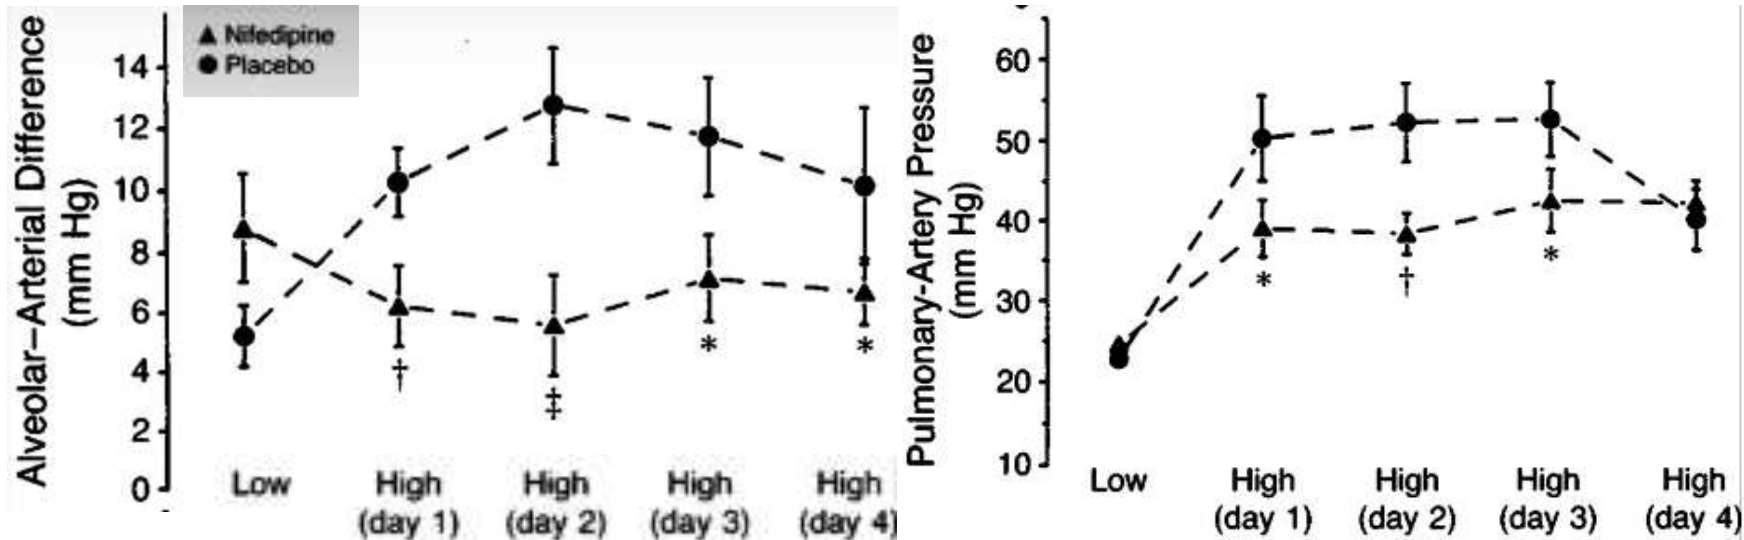 Alveolar–Arterial Difference
(mm Hg)
▲ Nifedipine
● Placebo
14
12
10
8
6
4
2
0
†
‡
*
*
Low
High
(day 1)
High
(day 2)
High
(day 3)
High
(day 4)
Pulmonary-Artery Pressure
(mm Hg)
60
50
40
30
20
10
*
†
*
Low
High
(day 1)
High
(day 2)
High
(day 3)
High
(day 4)